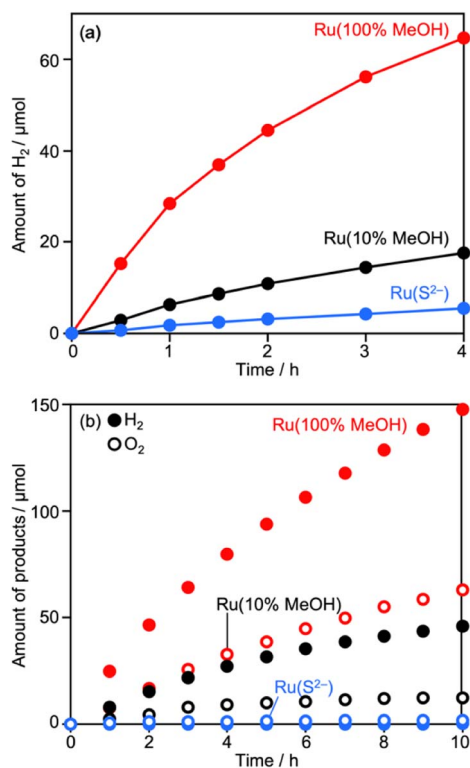 (a)
Ru(100% MeOH)
60
40
20
0
Amount of H₂ / μmol
Ru(10% MeOH)
Ru(S²⁻)
0 1 2 3 4
Time / h
150
(b) H₂
O₂
Ru(100% MeOH)
100
50
0
Amount of products / μmol
Ru(10% MeOH)
Ru(S²⁻)
0 2 4 6 8 10
Time / h